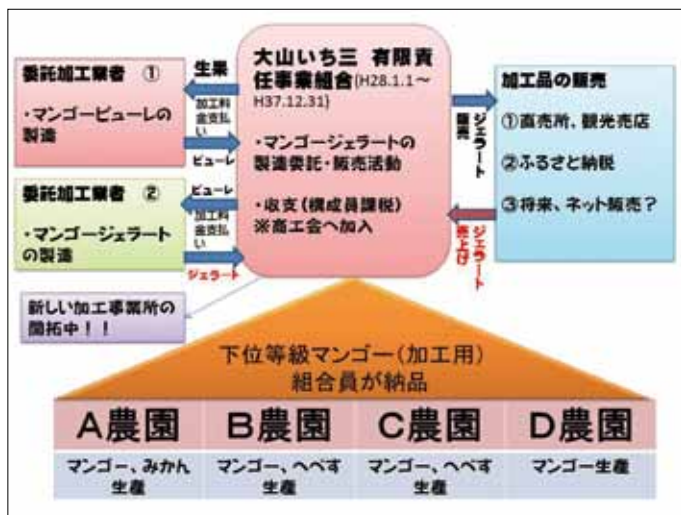 委託加工業者 ①
・マンゴーピューレの
製造
委託加工業者 ②
・マンゴージェラート
の製造
新しい加工事業所の
開拓中!!
生果
加工料
金支払
い
ピューレ
ピューレ
加工料
金支払
い
ジェラート
大山いち三 有限責
任事業組合(H28.1.1~
H37.12.31)
・マンゴージェラートの
製造委託・販売活動
・収支(構成員課税)
※商工会へ加入
ジェラート
販売
ジェラート
売上げ
加工品の販売
①直売所、観光売店
②ふるさと納税
③将来、ネット販売?
下位等級マンゴー(加工用)
組合員が納品
A農園 B農園 C農園 D農園
マンゴー、みかん マンゴー、へべす マンゴー、へべす マンゴー生産
生産 生産 生産